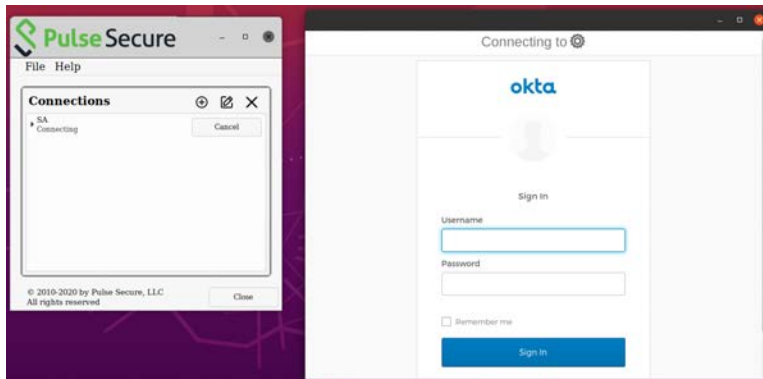 Pulse Secure
File Help
Connections
SA
Connecting
Cancel
© 2010-2020 by Pulse Secure, LLC
All rights reserved
Close
Connecting to
okta
Sign In
Username
Password
Remember me
Sign In